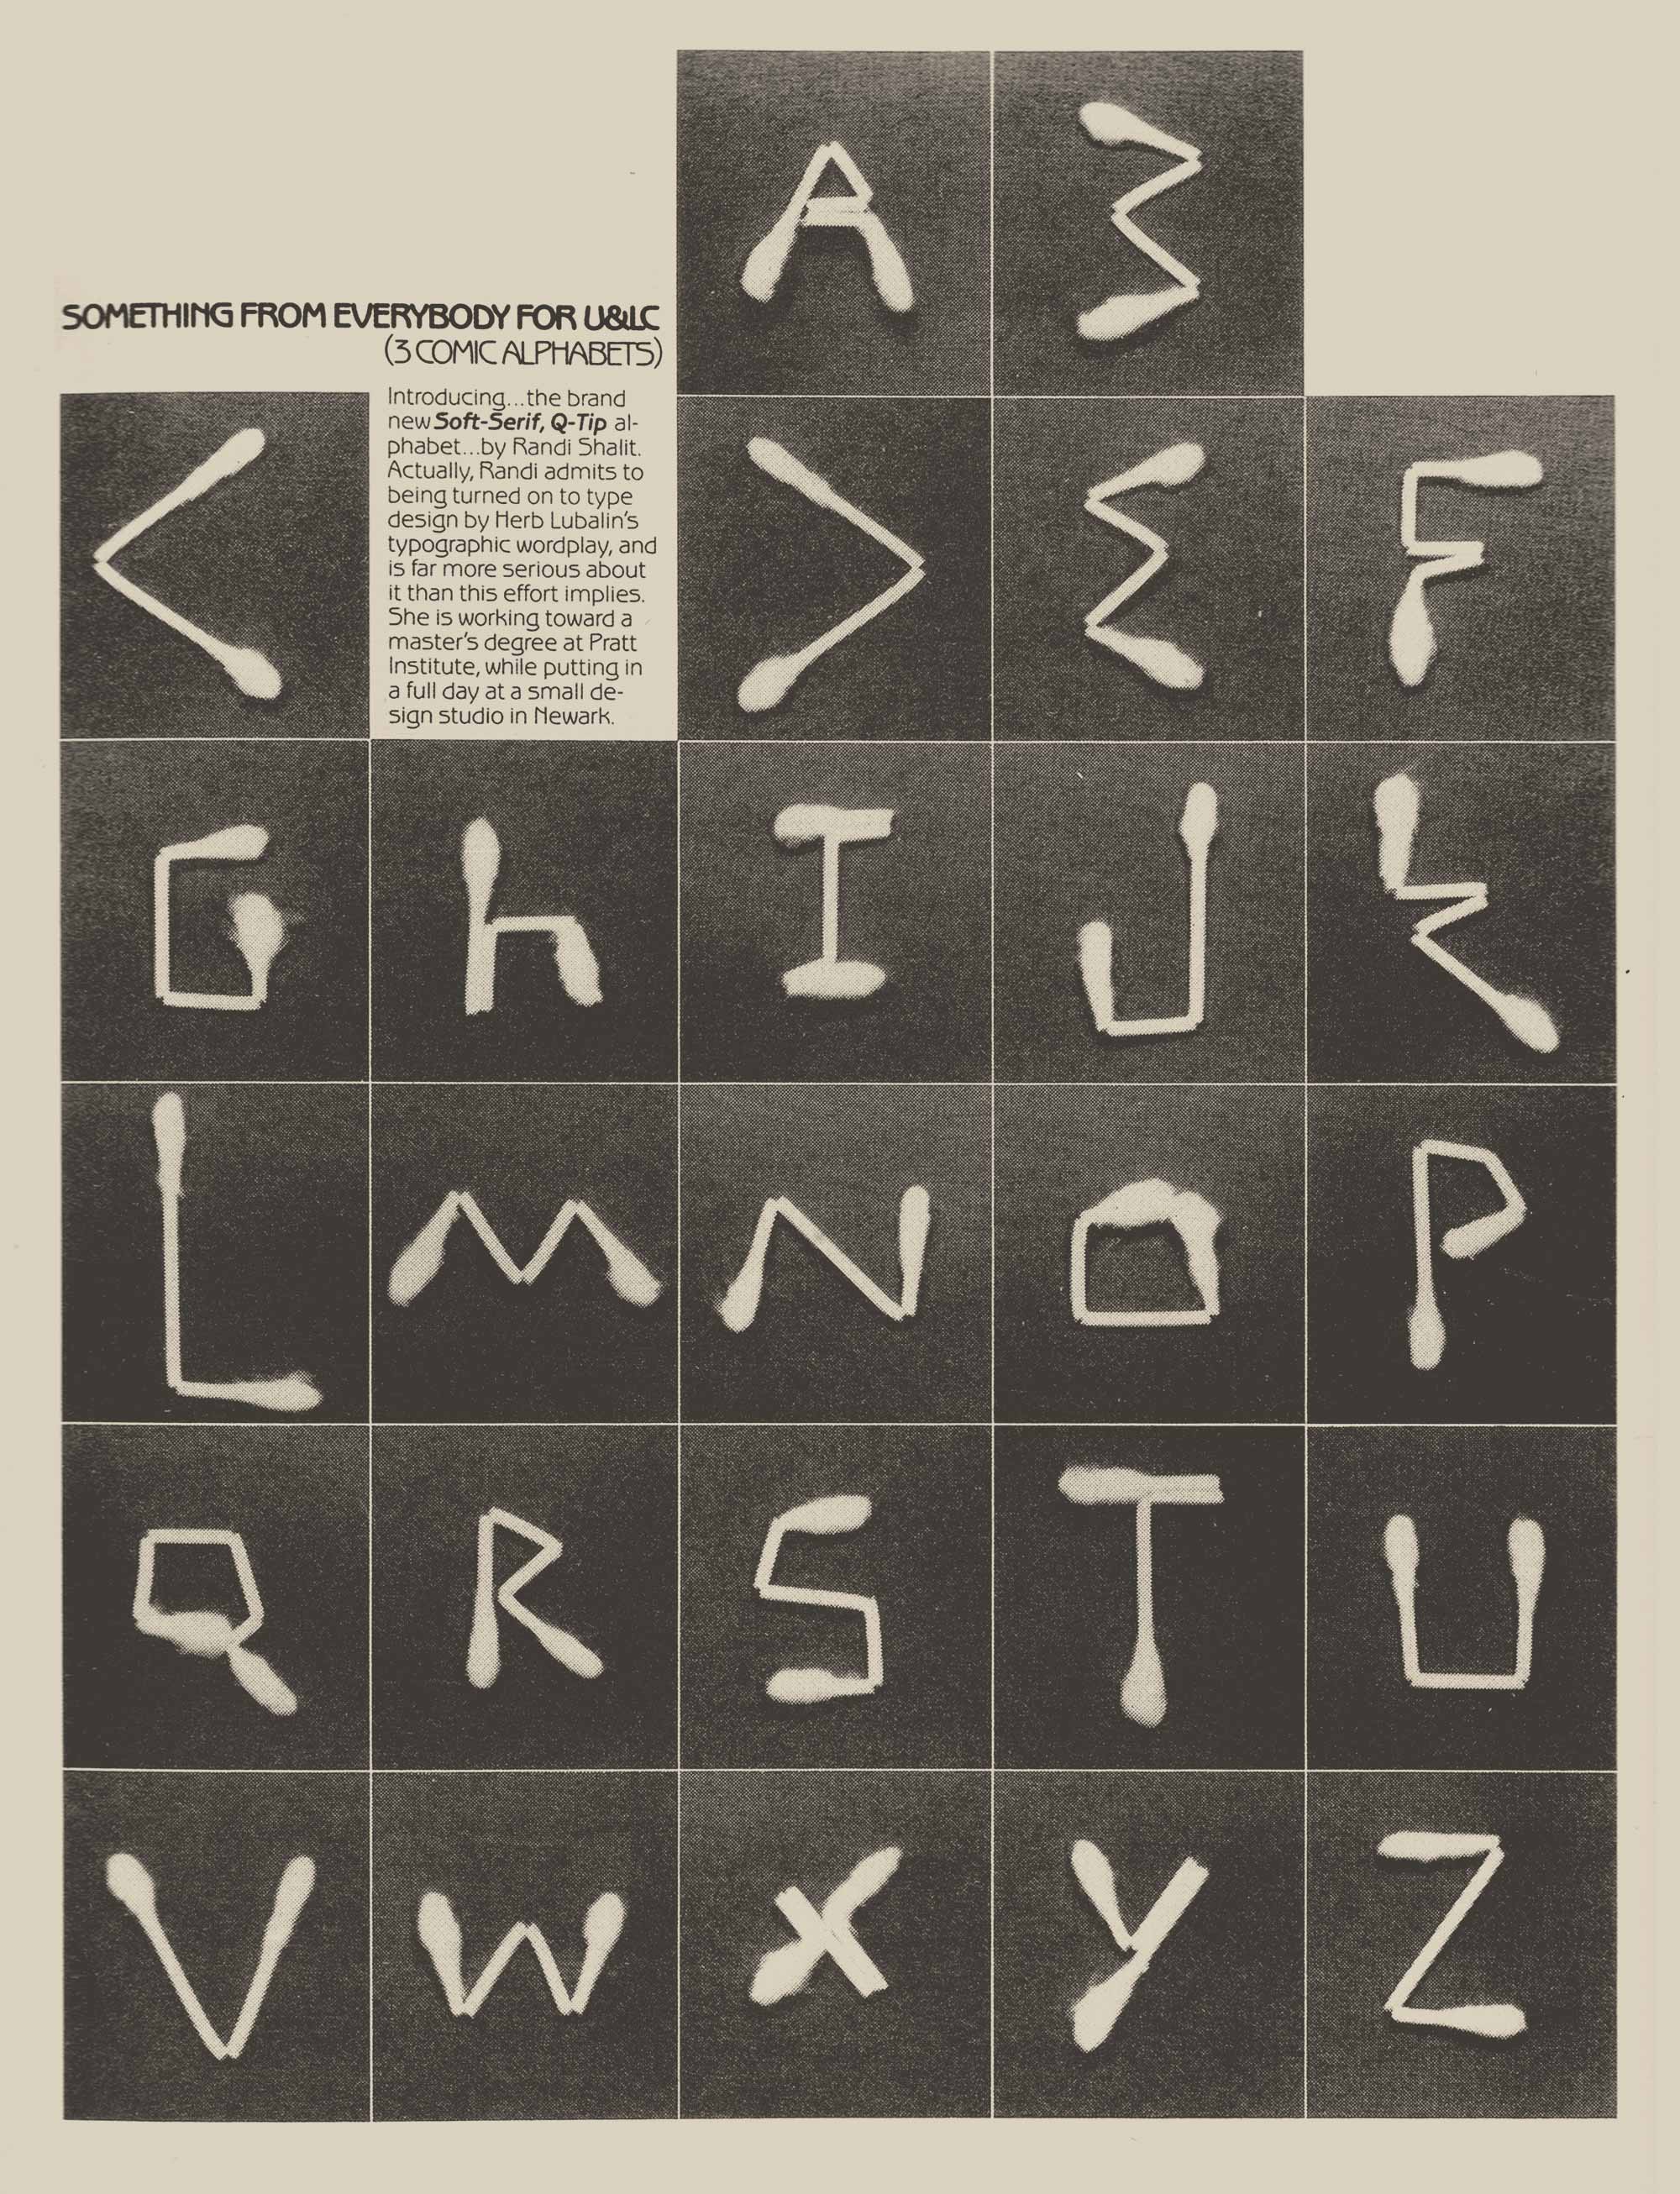 SOMETHING FROM EVERYBODY FOR U&LC
(3 COMIC ALPHABETS)
Introducing...the brand
new Soft-Serif, Q-Tip al-
phabet...by Randi Shalit.
Actually, Randi admits to
being turned on to type
design by Herb Lubalin's
typographic wordplay, and
is far more serious about
it than this effort implies.
She is working toward a
master's degree at Pratt
Institute, while putting in
a full day at a small de-
sign studio in Newark.
A B
C D E F
G h I J K
L M N O P
Q R S T U
V W X Y Z